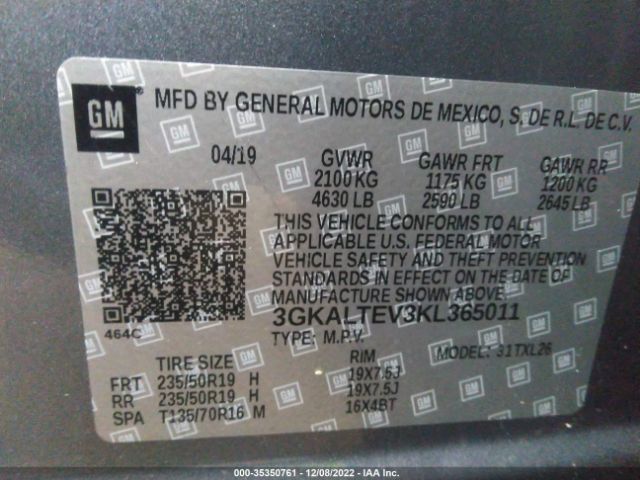 GM MFD BY GENERAL MOTORS DE MEXICO, S. DE R.L. DE C.V.
04/19 GVWR GAWR FRT GAWR RR
2100 KG 1175 KG 1200 KG
4630 LB 2590 LB 2645 LB
THIS VEHICLE CONFORMS TO ALL
APPLICABLE U.S. FEDERAL MOTOR
VEHICLE SAFETY AND THEFT PREVENTION
STANDARDS IN EFFECT ON THE DATE OF
MANUFACTURE SHOWN ABOVE.
464C 3GKALTEV3KL365011
TYPE: M.P.V. MODEL: 31TXL26
TIRE SIZE RIM
FRT 235/50R19 H 19X7.5J
RR 235/50R19 H 19X7.5J
SPA T135/70R16 M 16X4BT
000-35350761 - 12/08/2022 - IAA Inc.